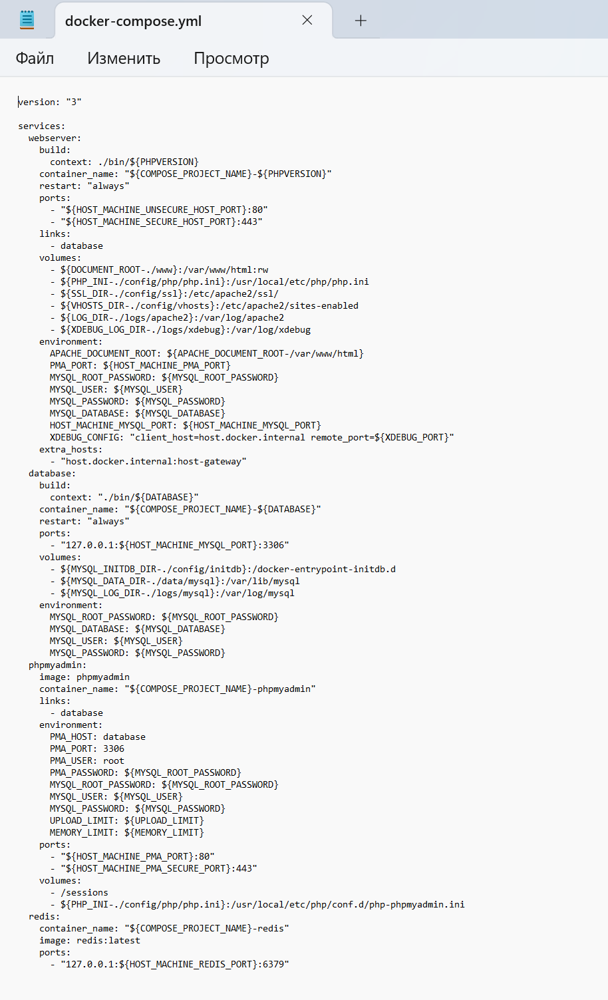 docker-compose.yml
Файл Изменить Просмотр
version: "3"

services:
  webserver:
    build:
      context: ./bin/${PHPVERSION}
    container_name: "${COMPOSE_PROJECT_NAME}-${PHPVERSION}"
    restart: "always"
    ports:
      - "${HOST_MACHINE_UNSECURE_HOST_PORT}:80"
      - "${HOST_MACHINE_SECURE_HOST_PORT}:443"
    links:
      - database
    volumes:
      - ${DOCUMENT_ROOT-./www}:/var/www/html:rw
      - ${PHP_INI-./config/php/php.ini}:/usr/local/etc/php/php.ini
      - ${SSL_DIR-./config/ssl}:/etc/apache2/ssl/
      - ${VHOSTS_DIR-./config/vhosts}:/etc/apache2/sites-enabled
      - ${LOG_DIR-./logs/apache2}:/var/log/apache2
      - ${XDEBUG_LOG_DIR-./logs/xdebug}:/var/log/xdebug
    environment:
      APACHE_DOCUMENT_ROOT: ${APACHE_DOCUMENT_ROOT-/var/www/html}
      PMA_PORT: ${HOST_MACHINE_PMA_PORT}
      MYSQL_ROOT_PASSWORD: ${MYSQL_ROOT_PASSWORD}
      MYSQL_USER: ${MYSQL_USER}
      MYSQL_PASSWORD: ${MYSQL_PASSWORD}
      MYSQL_DATABASE: ${MYSQL_DATABASE}
      HOST_MACHINE_MYSQL_PORT: ${HOST_MACHINE_MYSQL_PORT}
      XDEBUG_CONFIG: "client_host=host.docker.internal remote_port=${XDEBUG_PORT}"
    extra_hosts:
      - "host.docker.internal:host-gateway"
  database:
    build:
      context: "./bin/${DATABASE}"
    container_name: "${COMPOSE_PROJECT_NAME}-${DATABASE}"
    restart: "always"
    ports:
      - "127.0.0.1:${HOST_MACHINE_MYSQL_PORT}:3306"
    volumes:
      - ${MYSQL_INITDB_DIR-./config/initdb}:/docker-entrypoint-initdb.d
      - ${MYSQL_DATA_DIR-./data/mysql}:/var/lib/mysql
      - ${MYSQL_LOG_DIR-./logs/mysql}:/var/log/mysql
    environment:
      MYSQL_ROOT_PASSWORD: ${MYSQL_ROOT_PASSWORD}
      MYSQL_DATABASE: ${MYSQL_DATABASE}
      MYSQL_USER: ${MYSQL_USER}
      MYSQL_PASSWORD: ${MYSQL_PASSWORD}
  phpmyadmin:
    image: phpmyadmin
    container_name: "${COMPOSE_PROJECT_NAME}-phpmyadmin"
    links:
      - database
    environment:
      PMA_HOST: database
      PMA_PORT: 3306
      PMA_USER: root
      PMA_PASSWORD: ${MYSQL_ROOT_PASSWORD}
      MYSQL_ROOT_PASSWORD: ${MYSQL_ROOT_PASSWORD}
      MYSQL_USER: ${MYSQL_USER}
      MYSQL_PASSWORD: ${MYSQL_PASSWORD}
      UPLOAD_LIMIT: ${UPLOAD_LIMIT}
      MEMORY_LIMIT: ${MEMORY_LIMIT}
    ports:
      - "${HOST_MACHINE_PMA_PORT}:80"
      - "${HOST_MACHINE_PMA_SECURE_PORT}:443"
    volumes:
      - /sessions
      - ${PHP_INI-./config/php/php.ini}:/usr/local/etc/php/conf.d/php-phpmyadmin.ini
  redis:
    container_name: "${COMPOSE_PROJECT_NAME}-redis"
    image: redis:latest
    ports:
      - "127.0.0.1:${HOST_MACHINE_REDIS_PORT}:6379"